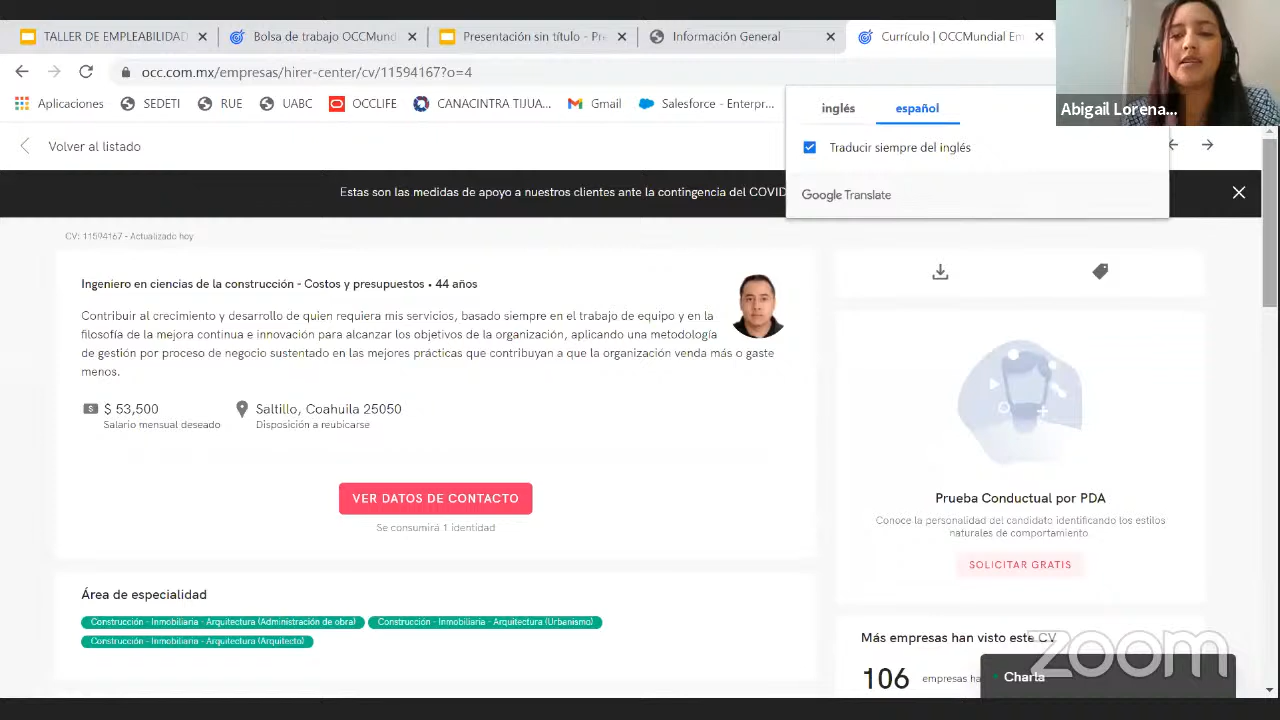 TALLER DE EMPLEABILIDAD
Bolsa de trabajo OCCMund
Presentación sin título - Pre
Información General
Currículo | OCCMundial Em
occ.com.mx/empresas/hirer-center/cv/11594167?o=4
Aplicaciones
SEDETI
RUE
UABC
OCCLIFE
CANACINTRA TIJUA...
Gmail
Salesforce - Enterpr...
inglés
español
Traducir siempre del inglés
Google Translate
Abigail Lorena...
Volver al listado
Estas son las medidas de apoyo a nuestros clientes ante la contingencia del COVID
CV: 11594167 - Actualizado hoy
Ingeniero en ciencias de la construcción - Costos y presupuestos • 44 años
Contribuir al crecimiento y desarrollo de quien requiera mis servicios, basado siempre en el trabajo de equipo y en la
filosofía de la mejora continua e innovación para alcanzar los objetivos de la organización, aplicando una metodología
de gestión por proceso de negocio sustentado en las mejores prácticas que contribuyan a que la organización venda más o gaste
menos.
$ 53,500
Salario mensual deseado
Saltillo, Coahuila 25050
Disposición a reubicarse
VER DATOS DE CONTACTO
Se consumirá 1 identidad
Área de especialidad
Construcción - Inmobiliaria - Arquitectura (Administración de obra)
Construcción - Inmobiliaria - Arquitectura (Urbanismo)
Construcción - Inmobiliaria - Arquitectura (Arquitecto)
Prueba Conductual por PDA
Conoce la personalidad del candidato identificando los estilos
naturales de comportamiento
SOLICITAR GRATIS
Más empresas han visto este CV
106 empresas ha
Charla
zoom